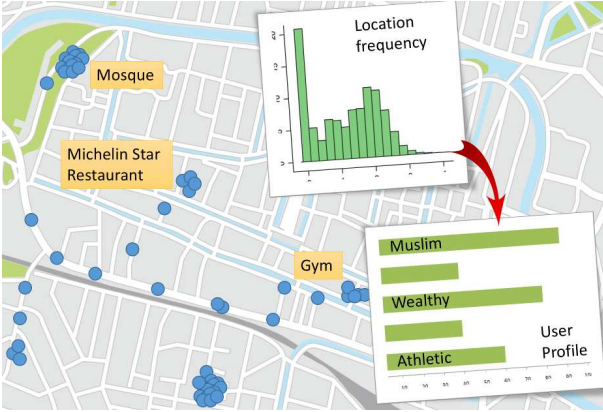 Location
frequency
Mosque
Michelin Star
Restaurant
Gym
Muslim
Wealthy
Athletic
User
Profile